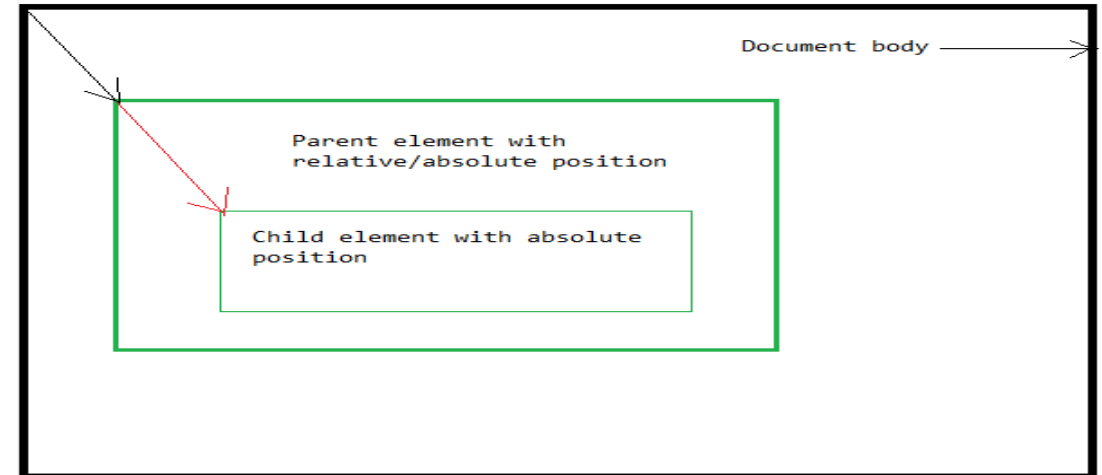 Document body
Parent element with
relative/absolute position
Child element with absolute
position